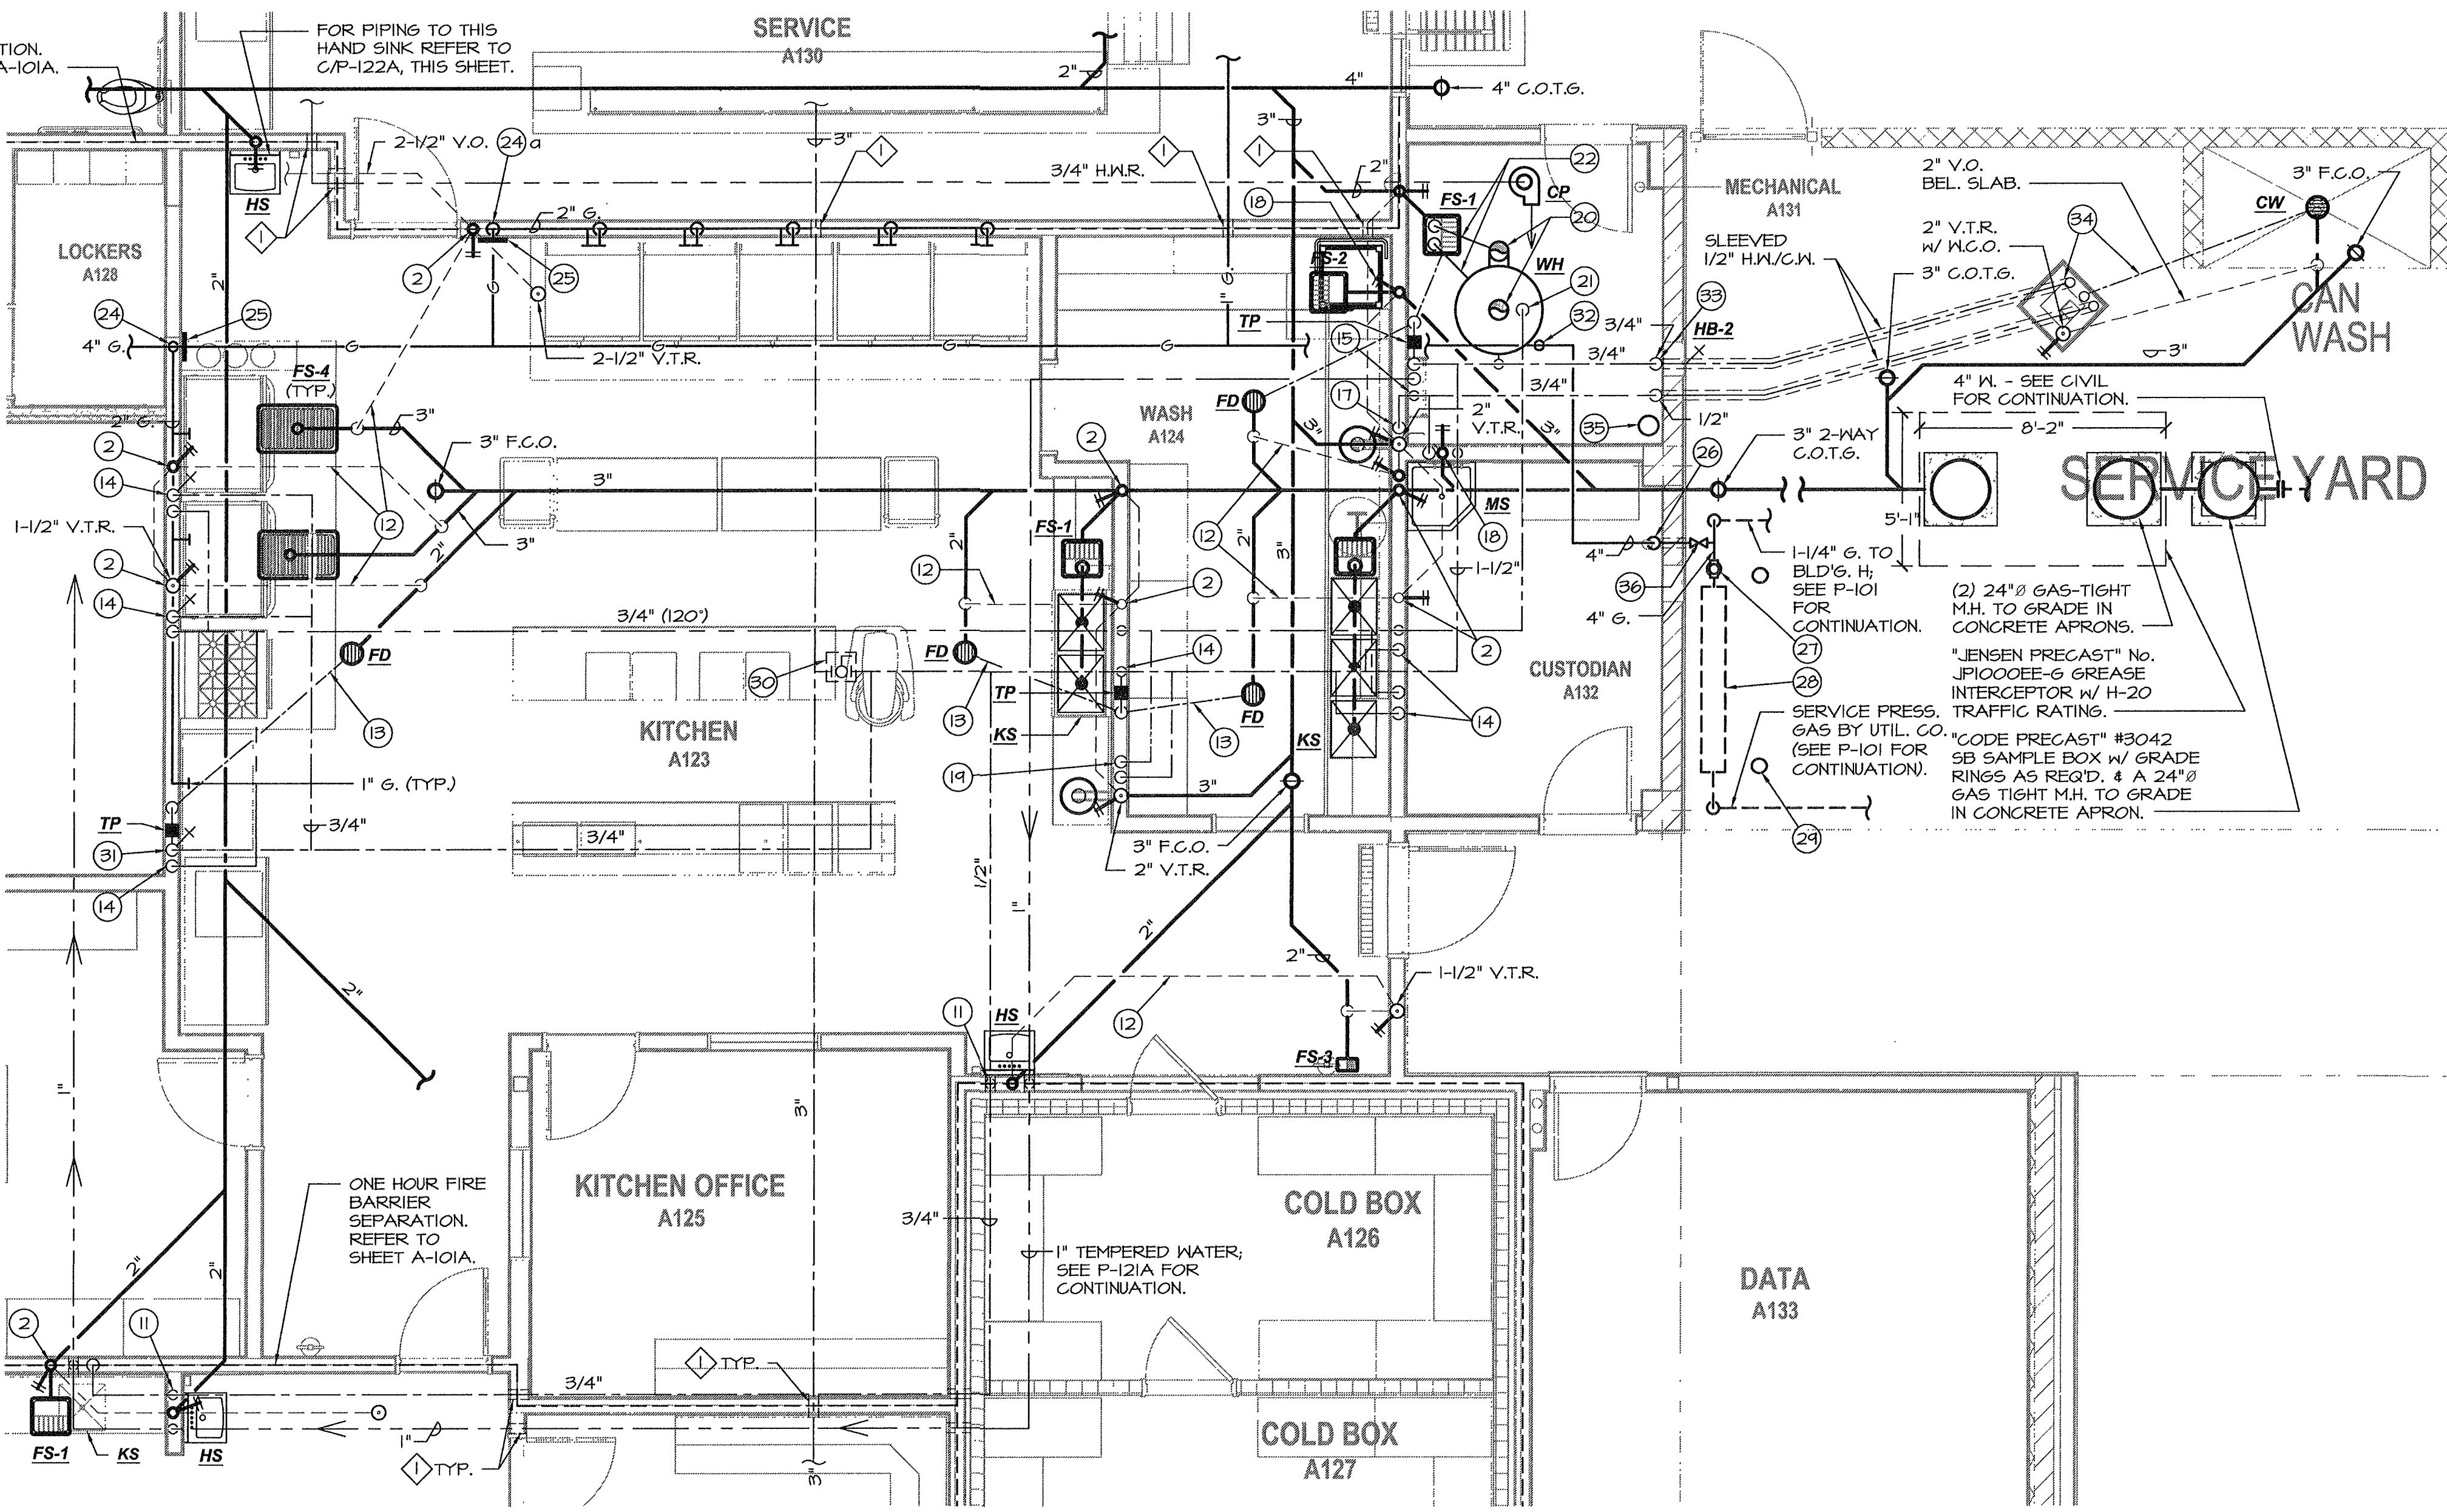 TION.
A-101A.
FOR PIPING TO THIS
HAND SINK REFER TO
C/P-122A, THIS SHEET.
SERVICE
A130
2"
4"
4" C.O.T.G.
3"
3"
2-1/2" V.O.
24 a
1
1
1
3/4" H.W.R.
2"
22
HS
1
2" G.
18
FS-1
CP
20
MECHANICAL
A131
2" V.O.
BEL. SLAB.
3" F.C.O.
CW
LOCKERS
A128
2"
2
25
FS-2
WH
SLEEVED
1/2" H.W./C.W.
2" V.T.R.
W/ W.C.O.
34
3" C.O.T.G.
CAN
WASH
24
25
G
G
1"
TP
21
33
4" G.
G
G
G
2-1/2" V.T.R.
15
32
3/4"
HB-2
3/4"
3"
FS-4
(TYP.)
3"
2" G.
3" F.C.O.
WASH
A124
FD
17
3/4"
2"
V.T.R.
1/2"
4" W. - SEE CIVIL
FOR CONTINUATION.
8'-2"
2
14
3"
2
3"
3"
35
26
3" 2-WAY
C.O.T.G.
SERVICE YARD
5'-1"
1-1/2" V.T.R.
12
3"
2"
2"
FS-1
12
2"
3"
MS
18
4"
36
2
14
12
2
1-1/2"
4" G.
1-1/4" G. TO
BLD'G. H;
SEE P-101
FOR
CONTINUATION.
27
(2) 24"Ø GAS-TIGHT
M.H. TO GRADE IN
CONCRETE APRONS.
"JENSEN PRECAST" No.
JP1000EE-G GREASE
INTERCEPTOR W/ H-20
TRAFFIC RATING.
3/4" (120°)
FD
FD
30
14
2
TP
13
FD
13
KS
KS
14
CUSTODIAN
A132
28
SERVICE PRESS.
GAS BY UTIL. CO.
(SEE P-101 FOR
CONTINUATION).
"CODE PRECAST" #3042
SB SAMPLE BOX W/ GRADE
RINGS AS REQ'D. & A 24"Ø
GAS TIGHT M.H. TO GRADE
IN CONCRETE APRON.
29
KITCHEN
A123
13
1" G. (TYP.)
19
3"
TP
31
14
3/4"
3/4"
3" F.C.O.
2" V.T.R.
1/2"
1"
2"
2"
2"
1-1/2" V.T.R.
11
HS
12
FS-3
1"
3"
ONE HOUR FIRE
BARRIER
SEPARATION.
REFER TO
SHEET A-101A.
KITCHEN OFFICE
A125
3/4"
1" TEMPERED WATER;
SEE P-121A FOR
CONTINUATION.
COLD BOX
A126
DATA
A133
2"
2"
2
11
1 TYP.
3/4"
FS-1
KS
HS
1"
1 TYP.
3"
COLD BOX
A127